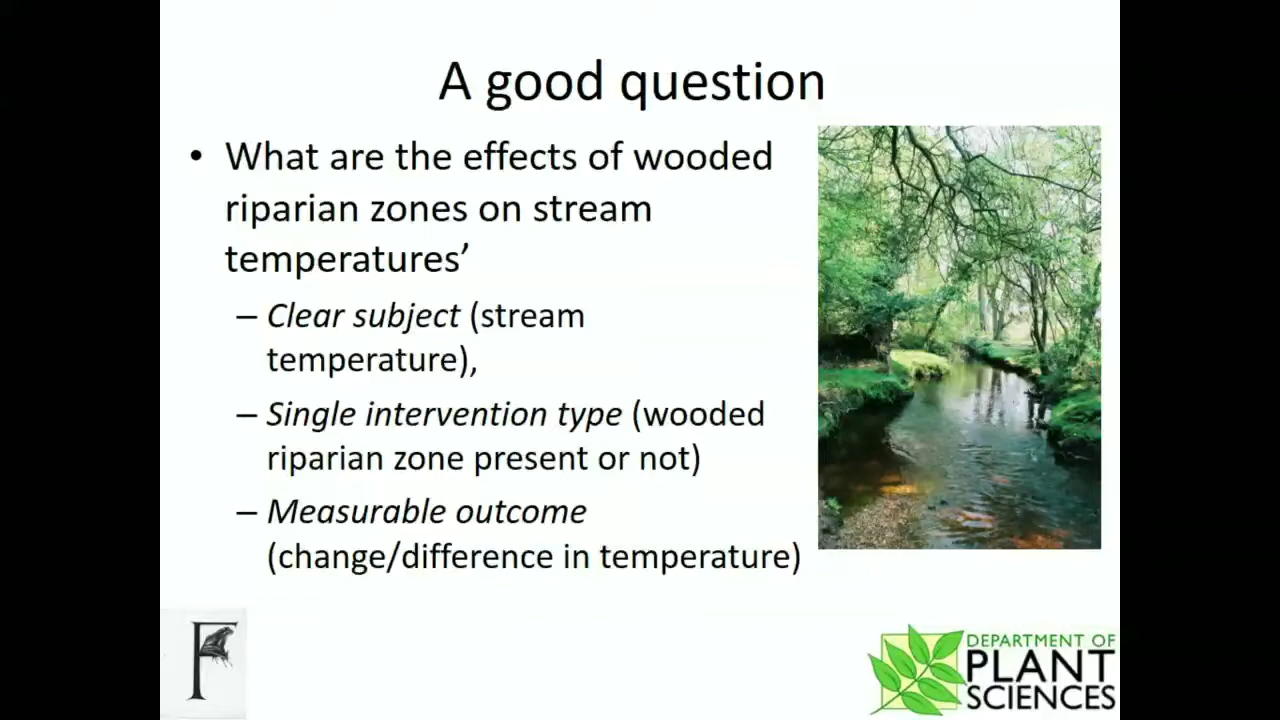 A good question
• What are the effects of wooded
riparian zones on stream
temperatures’
– Clear subject (stream
temperature),
– Single intervention type (wooded
riparian zone present or not)
– Measurable outcome
(change/difference in temperature)
F
DEPARTMENT OF
PLANT
SCIENCES